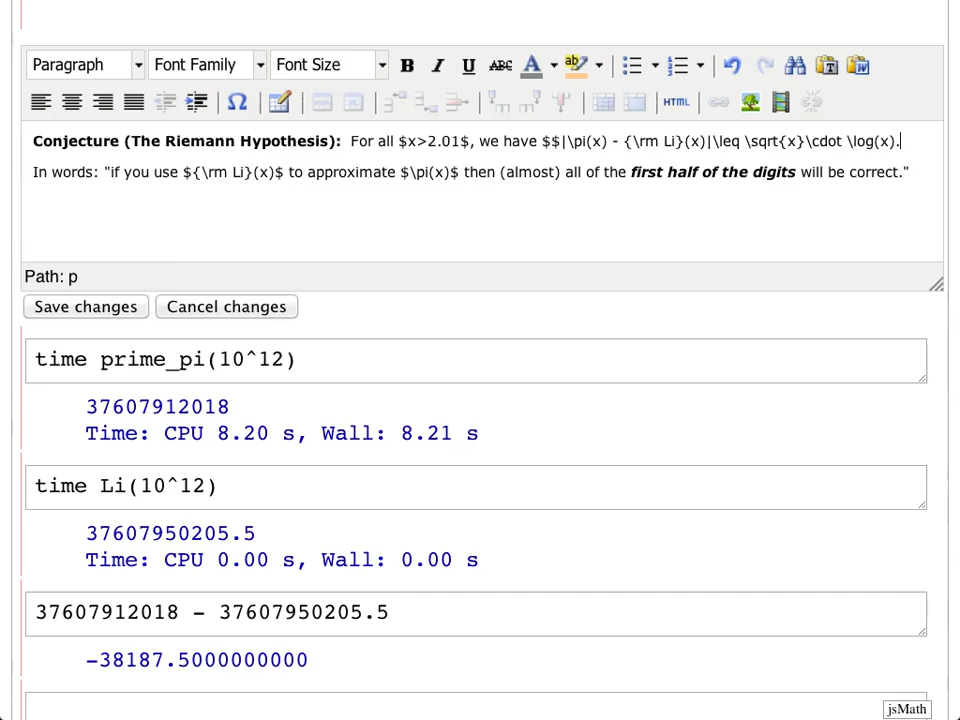 Paragraph Font Family Font Size B I U ABC A ab T W
Ω HTML
Conjecture (The Riemann Hypothesis): For all $x>2.01$, we have $$|\pi(x) - {\rm Li}(x)|\leq \sqrt{x}\cdot \log(x).
In words: "if you use ${\rm Li}(x)$ to approximate $\pi(x)$ then (almost) all of the first half of the digits will be correct."
Path: p
Save changes Cancel changes
time prime_pi(10^12)
37607912018
Time: CPU 8.20 s, Wall: 8.21 s
time Li(10^12)
37607950205.5
Time: CPU 0.00 s, Wall: 0.00 s
37607912018 - 37607950205.5
-38187.5000000000
jsMath